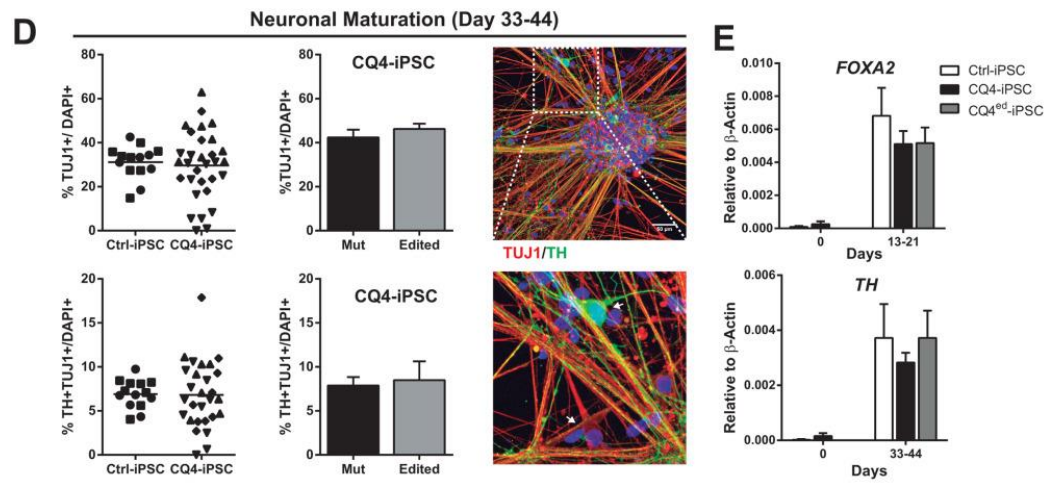 D
Neuronal Maturation (Day 33-44)
% TUJ1+/ DAPI+
80
60
40
20
0
Ctrl-iPSC CQ4-iPSC
%TUJ1+/DAPI+
CQ4-iPSC
80
60
40
20
0
Mut Edited
50 µm
TUJ1/TH
% TH+TUJ1+/DAPI+
20
15
10
5
0
Ctrl-iPSC CQ4-iPSC
% TH+TUJ1+/DAPI+
CQ4-iPSC
20
15
10
5
0
Mut Edited
E
FOXA2
Ctrl-iPSC
CQ4-iPSC
CQ4ed-iPSC
Relative to β-Actin
0.010
0.008
0.006
0.004
0.002
0.000
0 13-21
Days
TH
Relative to β-Actin
0.006
0.004
0.002
0.000
0 33-44
Days